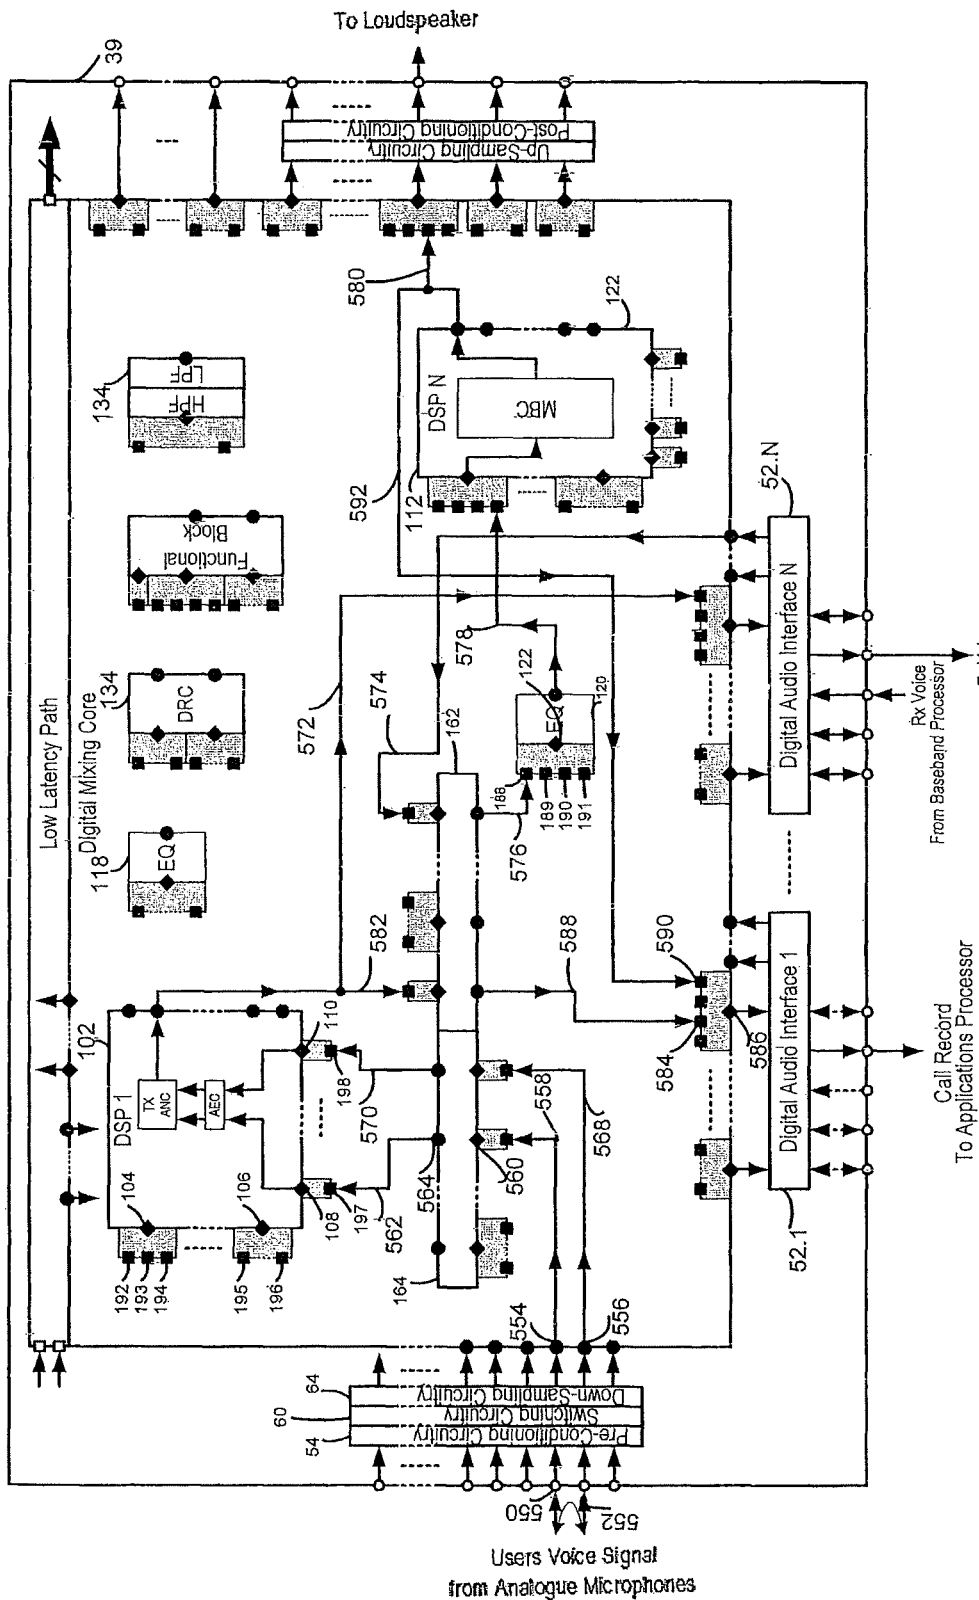 To Loudspeaker
39
Post-Conditioning Circuitry
Up-Sampling Circuitry
580
122
DSP N
MBC
112
592
134
HPF
LPF
Functional
Block
134
DRC
118
EQ
Low Latency Path
Digital Mixing Core
572
574
162
578
122
EQ
120
188
189
190
191
576
52.N
Digital Audio Interface N
Rx Voice
From Baseband Processor
102
DSP 1
TX
ANC
AEC
110
104
106
108
192
193
194
195
196
197
198
582
588
590
584
586
570
562
564
560
558
568
164
Digital Audio Interface 1
52.1
Call Record
To Applications Processor
554
556
64
60
54
Down-Sampling Circuitry
Switching Circuitry
Pre-Conditioning Circuitry
550
552
Users Voice Signal
from Analogue Microphones